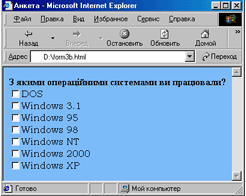 Анкета - Microsoft Internet Explorer
Файл Правка Вид Избранное Сервис Справка
Назад Вперед Остановить Обновить Домой
Адрес D:\form3b.html Переход
З якими операційними системами ви працювали?
DOS
Windows 3.1
Windows 95
Windows 98
Windows NT
Windows 2000
Windows XP
Готово Мой компьютер